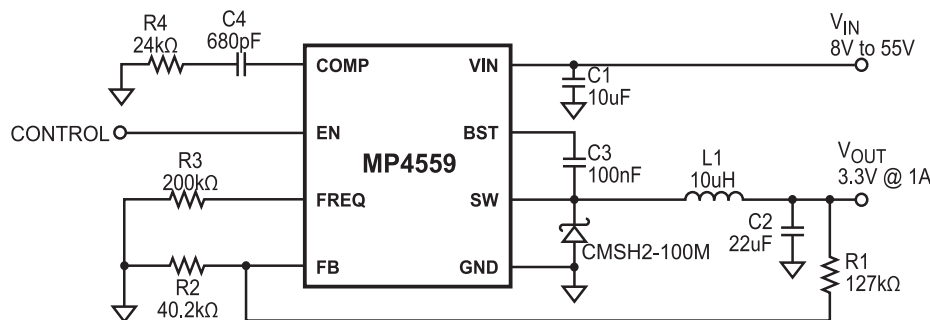 R4
24kΩ
C4
680pF
COMP
VIN
C1
10uF
V_IN
8V to 55V
CONTROL
EN
BST
MP4559
C3
100nF
L1
10uH
V_OUT
3.3V @ 1A
R3
200kΩ
FREQ
SW
C2
22uF
CMSH2-100M
R2
40.2kΩ
FB
GND
R1
127kΩ